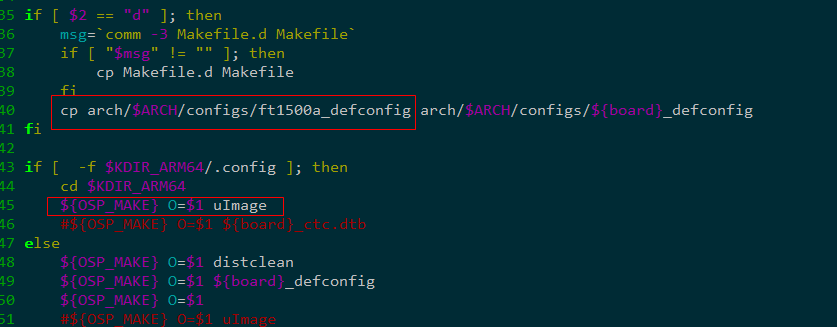 35 if [ $2 == "d" ]; then
36     msg=`comm -3 Makefile.d Makefile`
37     if [ "$msg" != "" ]; then
38         cp Makefile.d Makefile
39     fi
40     cp arch/$ARCH/configs/ft1500a_defconfig arch/$ARCH/configs/${board}_defconfig
41 fi
42
43 if [  -f $KDIR_ARM64/.config ]; then
44     cd $KDIR_ARM64
45     ${OSP_MAKE} O=$1 uImage
46     #${OSP_MAKE} O=$1 ${board}_ctc.dtb
47 else
48     ${OSP_MAKE} O=$1 distclean
49     ${OSP_MAKE} O=$1 ${board}_defconfig
50     ${OSP_MAKE} O=$1
51     #${OSP_MAKE} O=$1 uImage